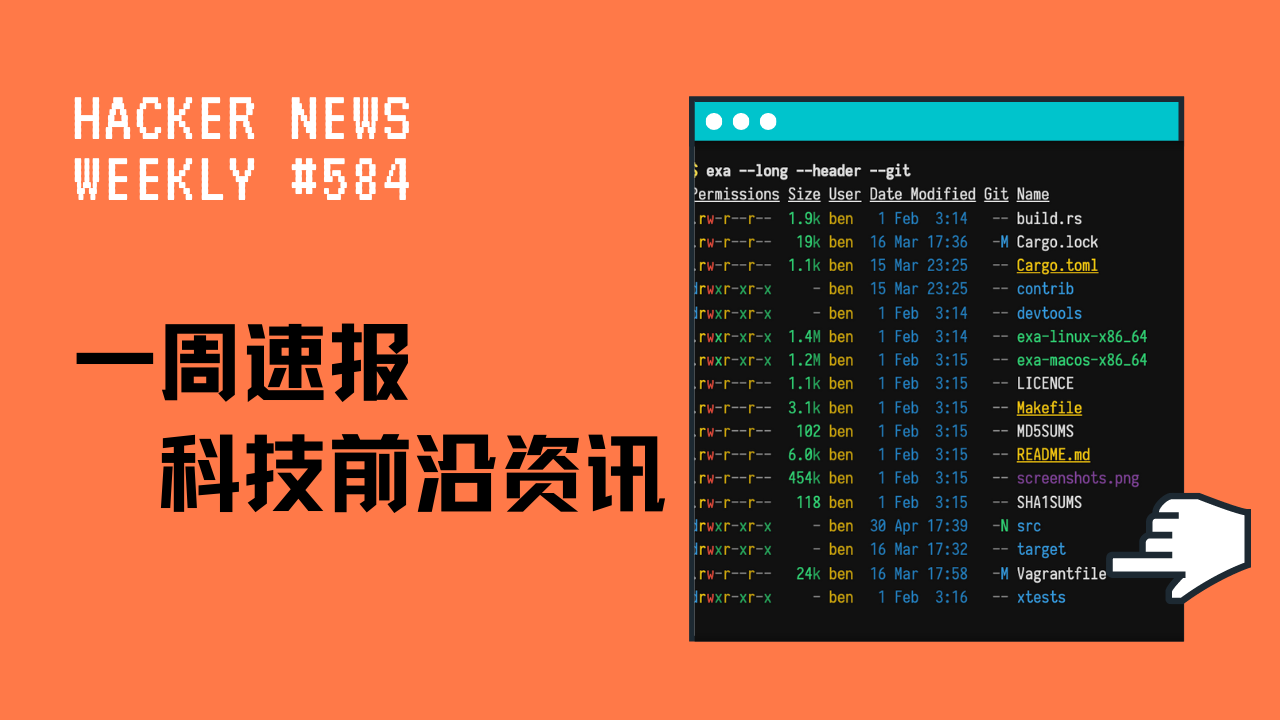 HACKER NEWS
WEEKLY #584
一周速报
科技前沿资讯
$ exa --long --header --git
Permissions Size User Date Modified Git Name
.rw-r--r-- 1.9k ben 1 Feb 3:14 -- build.rs
.rw-r--r-- 19k ben 16 Mar 17:36 -M Cargo.lock
.rw-r--r-- 1.1k ben 15 Mar 23:25 -- Cargo.toml
drwxr-xr-x - ben 15 Mar 23:25 -- contrib
drwxr-xr-x - ben 1 Feb 3:14 -- devtools
.rwxr-xr-x 1.4M ben 1 Feb 3:14 -- exa-linux-x86_64
.rwxr-xr-x 1.2M ben 1 Feb 3:15 -- exa-macos-x86_64
.rw-r--r-- 1.1k ben 1 Feb 3:15 -- LICENCE
.rw-r--r-- 3.1k ben 1 Feb 3:15 -- Makefile
.rw-r--r-- 102 ben 1 Feb 3:15 -- MD5SUMS
.rw-r--r-- 6.0k ben 1 Feb 3:15 -- README.md
.rw-r--r-- 454k ben 1 Feb 3:15 -- screenshots.png
.rw-r--r-- 118 ben 1 Feb 3:15 -- SHA1SUMS
drwxr-xr-x - ben 30 Apr 17:39 -N src
drwxr-xr-x - ben 16 Mar 17:32 -- target
.rw-r--r-- 24k ben 16 Mar 17:58 -M Vagrantfile
drwxr-xr-x - ben 1 Feb 3:16 -- xtests